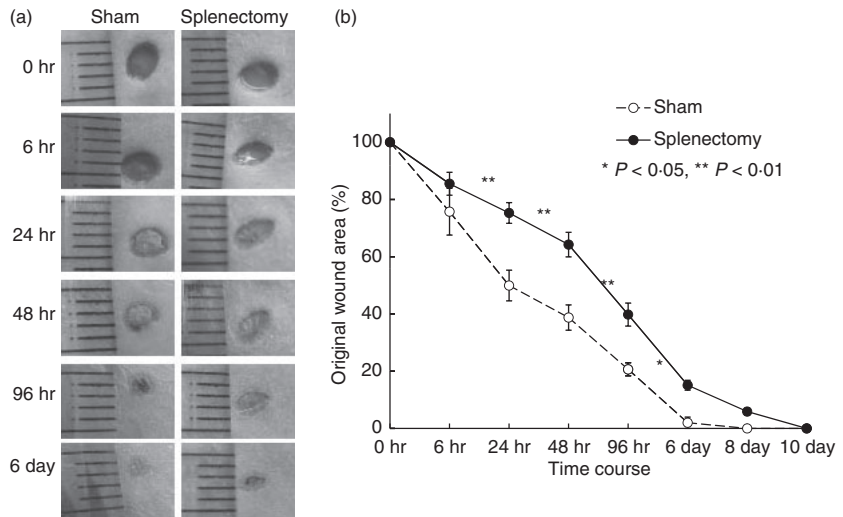 (a)
Sham Splenectomy
0 hr
6 hr
24 hr
48 hr
96 hr
6 day
(b)
Sham
Splenectomy
* P < 0·05, ** P < 0·01
Original wound area (%)
100
80
60
40
20
0
**
**
**
*
0 hr 6 hr 24 hr 48 hr 96 hr 6 day 8 day 10 day
Time course